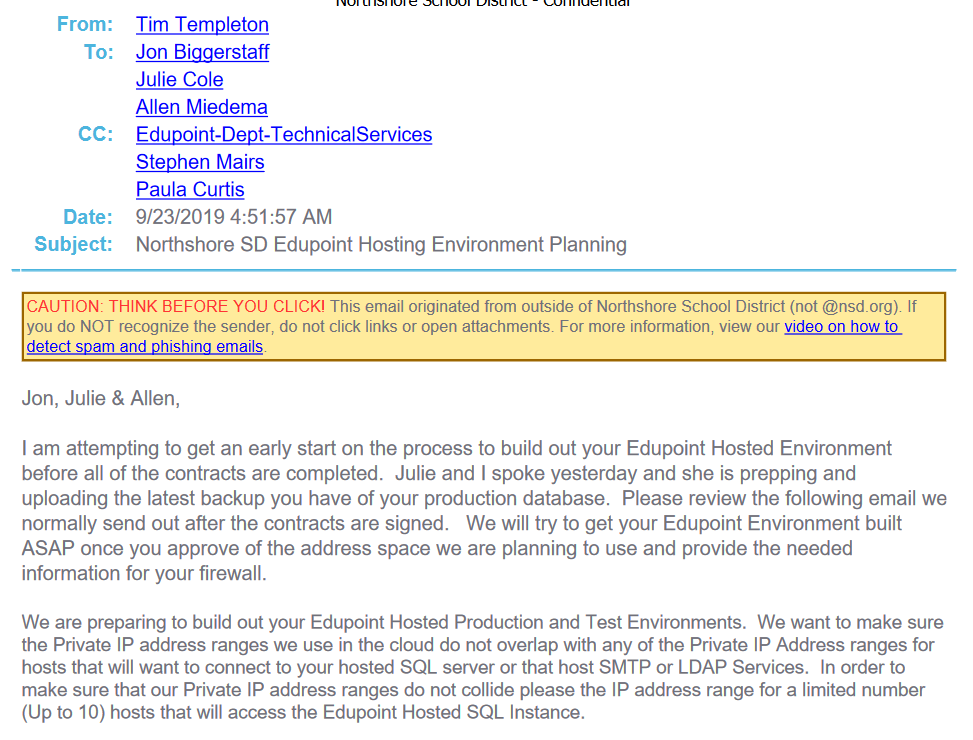 Northshore School District - Confidential
From: Tim Templeton
To: Jon Biggerstaff
Julie Cole
Allen Miedema
CC: Edupoint-Dept-TechnicalServices
Stephen Mairs
Paula Curtis
Date: 9/23/2019 4:51:57 AM
Subject: Northshore SD Edupoint Hosting Environment Planning
CAUTION: THINK BEFORE YOU CLICK! This email originated from outside of Northshore School District (not @nsd.org). If
you do NOT recognize the sender, do not click links or open attachments. For more information, view our video on how to
detect spam and phishing emails.
Jon, Julie & Allen,
I am attempting to get an early start on the process to build out your Edupoint Hosted Environment
before all of the contracts are completed.  Julie and I spoke yesterday and she is prepping and
uploading the latest backup you have of your production database.  Please review the following email we
normally send out after the contracts are signed.   We will try to get your Edupoint Environment built
ASAP once you approve of the address space we are planning to use and provide the needed
information for your firewall.
We are preparing to build out your Edupoint Hosted Production and Test Environments.  We want to make sure
the Private IP address ranges we use in the cloud do not overlap with any of the Private IP Address ranges for
hosts that will want to connect to your hosted SQL server or that host SMTP or LDAP Services.  In order to
make sure that our Private IP address ranges do not collide please the IP address range for a limited number
(Up to 10) hosts that will access the Edupoint Hosted SQL Instance.